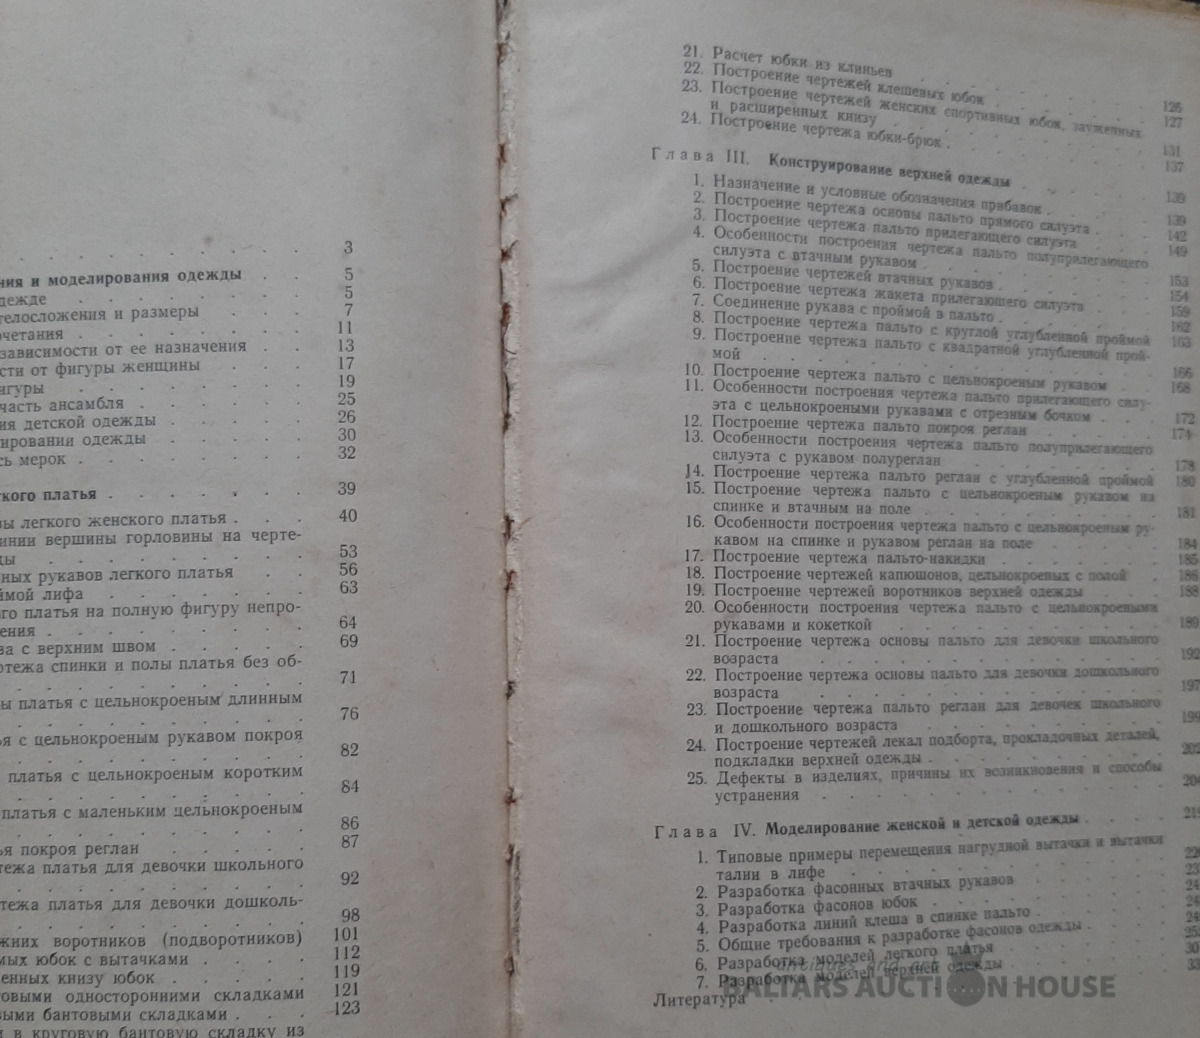 3
ния и моделирования одежды 5
дежде 5
телосложения и размеры 7
очетания 11
зависимости от ее назначения 13
сти от фигуры женщины 17
игуры 19
часть ансамбля 25
ия детской одежды 26
ировании одежды 30
сь мерок 32
гкого платья 39
вы легкого женского платья 40
инии вершины горловины на черте-
ды 53
ных рукавов легкого платья 56
ймой лифа 63
ого платья на полную фигуру непро-
ения 64
ва с верхним швом 69
ртежа спинки и полы платья без об-
71
вы платья с цельнокроеным длинным
76
ья с цельнокроеным рукавом покроя
82
платья с цельнокроеным коротким
84
платья с маленьким цельнокроеным
86
ья покроя реглан 87
тежа платья для девочки школьного
92
тежа платья для девочки дошколь-
98
жних воротников (подворотников) 101
мых юбок с вытачками 112
енных книзу юбок 119
товыми односторонними складками 121
выми бантовыми складками 123
и в круговую бантовую складку из
21. Расчет юбки из клиньев
22. Построение чертежей клешевых юбок 126
23. Построение чертежей женских спортивных юбок, зауженных 127
и расширенных книзу 131
24. Построение чертежа юбки-брюк 137
Глава III. Конструирование верхней одежды 139
1. Назначение и условные обозначения прибавок 139
2. Построение чертежа основы пальто прямого силуэта 142
3. Построение чертежа пальто прилегающего силуэта 149
4. Особенности построения чертежа пальто полуприлегающего
силуэта с втачным рукавом 153
5. Построение чертежей втачных рукавов 154
6. Построение чертежа жакета прилегающего силуэта 159
7. Соединение рукава с проймой в пальто 162
8. Построение чертежа пальто с круглой углубленной проймой 163
9. Построение чертежа пальто с квадратной углубленной прой-
мой 166
10. Построение чертежа пальто с цельнокроеным рукавом 168
11. Особенности построения чертежа пальто прилегающего силу-
эта с цельнокроеными рукавами с отрезным бочком 172
12. Построение чертежа пальто покроя реглан 174
13. Особенности построения чертежа пальто полуприлегающего
силуэта с рукавом полуреглан 178
14. Построение чертежа пальто реглан с углубленной проймой 180
15. Построение чертежа пальто с цельнокроеным рукавом на
спинке и втачным на поле 181
16. Особенности построения чертежа пальто с цельнокроеным ру-
кавом на спинке и рукавом реглан на поле 184
17. Построение чертежа пальто-накидки 185
18. Построение чертежей капюшонов, цельнокроеных с полой 186
19. Построение чертежей воротников верхней одежды 188
20. Особенности построения чертежа пальто с цельнокроеными
рукавами и кокеткой 189
21. Построение чертежа основы пальто для девочки школьного
возраста 192
22. Построение чертежа основы пальто для девочки дошкольного
возраста 197
23. Построение чертежа пальто реглан для девочек школьного
и дошкольного возраста 199
24. Построение чертежей лекал подборта, прокладочных деталей,
подкладки верхней одежды 202
25. Дефекты в изделиях, причины их возникновения и способы
устранения 204
Глава IV. Моделирование женской и детской одежды 219
1. Типовые примеры перемещения нагрудной вытачки и вытачки
талии в лифе
2. Разработка фасонных втачных рукавов
3. Разработка фасонов юбок
4. Разработка линий клеша в спинке пальто
5. Общие требования к разработке фасонов одежды
6. Разработка моделей легкого платья
7. Разработка моделей верхней одежды
Литература
antiques and art
BALTARS AUCTION HOUSE